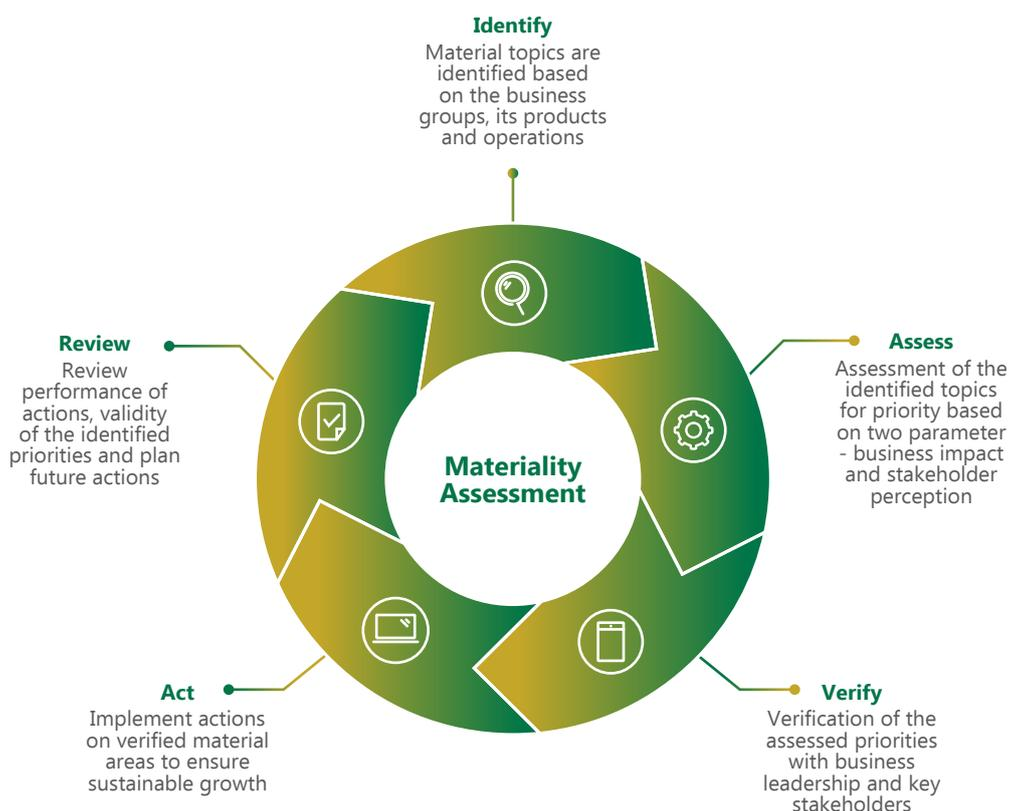 Identify
Material topics are
identified based
on the business
groups, its products
and operations
Assess
Assessment of the
identified topics
for priority based
on two parameter
- business impact
and stakeholder
perception
Verify
Verification of the
assessed priorities
with business
leadership and key
stakeholders
Act
Implement actions
on verified material
areas to ensure
sustainable growth
Review
Review
performance of
actions, validity
of the identified
priorities and plan
future actions
Materiality
Assessment